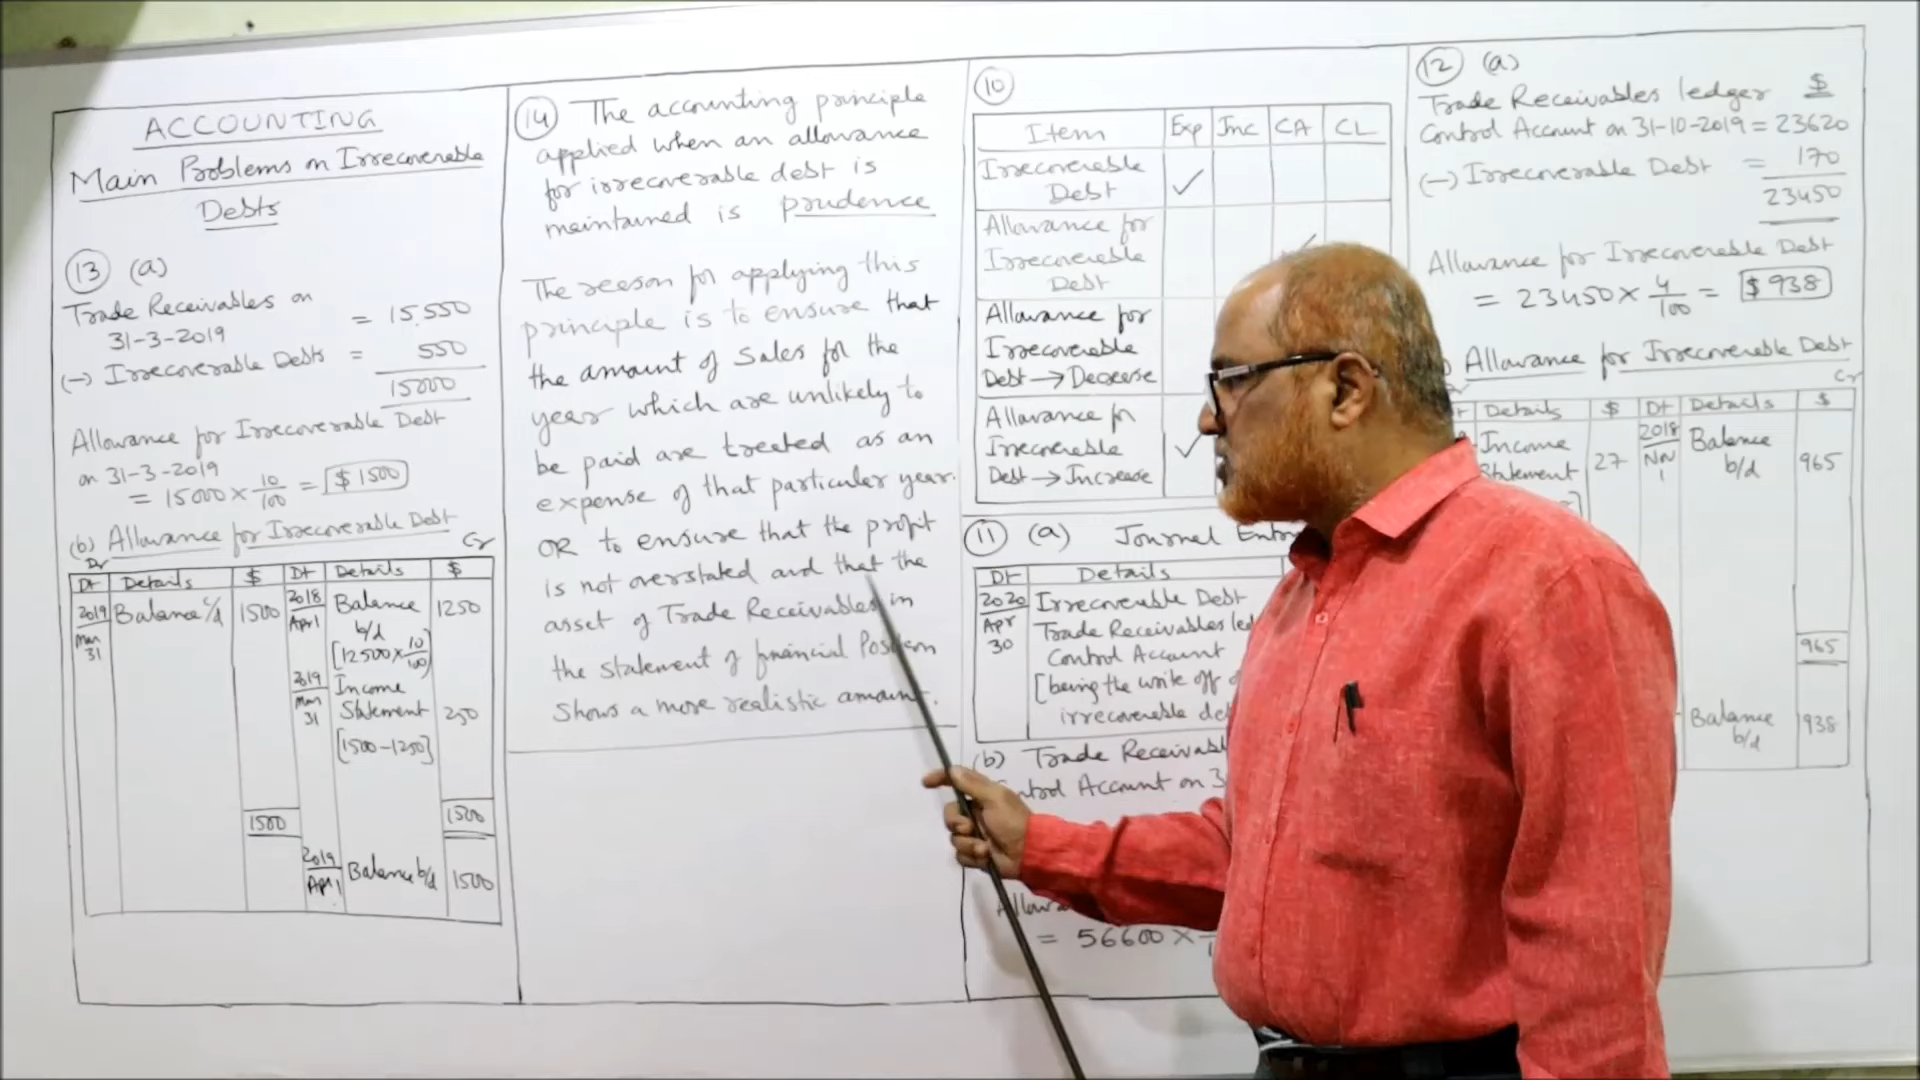 ACCOUNTING
Main Problems on Irrecoverable
Debts
13 (a)
Trade Receivables on
31-3-2019 = 15,550
(-) Irrecoverable Debts = 550
15000
Allowance for Irrecoverable Debt
on 31-3-2019
= 15000 × 10/100 = $1500
(b) Allowance for Irrecoverable Debt
Dr Cr
Dt Details $ Dt Details $
2019 Mar 31 Balance c/d 1500 2018 Apr 1 Balance b/d 1250
[12500 × 10/100]
2019 Mar 31 Income
Statement 250
[1500-1250]
1500 1500
2019 Apr 1 Balance b/d 1500
14 The accounting principle
applied when an allowance
for irrecoverable debt is
maintained is prudence
The reason for applying this
principle is to ensure that
the amount of sales for the
year which are unlikely to
be paid are treated as an
expense of that particular year.
OR to ensure that the profit
is not overstated and that the
asset of Trade Receivables in
the statement of financial Position
shows a more realistic amount.
10
Item Exp Inc CA CL
Irrecoverable
Debt ✓
Allowance for
Irrecoverable
Debt
Allowance for
Irrecoverable
Debt → Decrease
Allowance for
Irrecoverable
Debt → Increase ✓
11 (a) Journal
Dt Details
2020 Apr 30 Irrecoverable Debt
Trade Receivables
Control Account
[being the write off
irrecoverable
(b) Trade
Account on
= 56600 ×
12 (a)
Trade Receivables ledger $
Control Account on 31-10-2019 = 23620
(-) Irrecoverable Debt = 170
23450
Allowance for Irrecoverable Debt
= 23450 × 4/100 = $938
Allowance for Irrecoverable Debt
Cr
Details $ Dt Details $
Income
Statement 27 2018 Nov 1 Balance b/d 965
965
Balance b/d 938